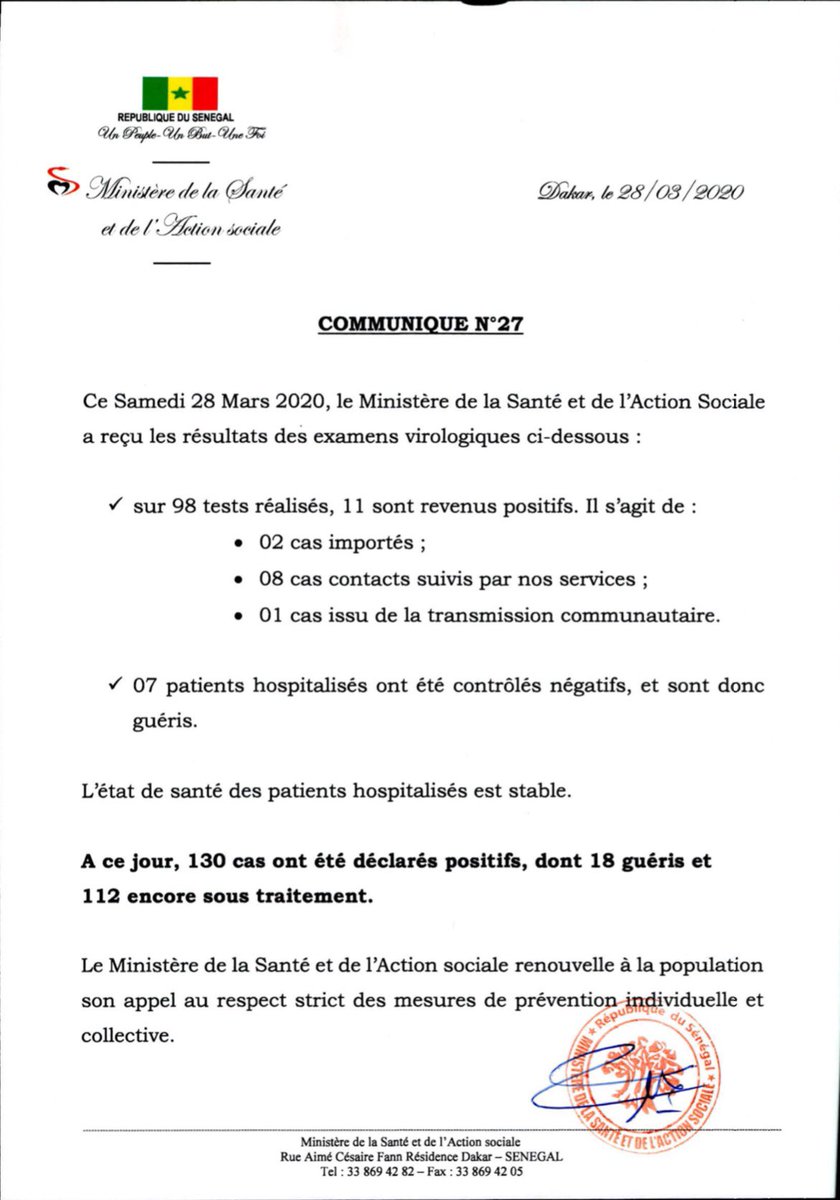 REPUBLIQUE DU SENEGAL
Un Peuple - Un But - Une Foi
Ministère de la Santé
et de l'Action sociale
Dakar, le 28/03/2020
COMMUNIQUE N°27
Ce Samedi 28 Mars 2020, le Ministère de la Santé et de l'Action Sociale
a reçu les résultats des examens virologiques ci-dessous :
✓ sur 98 tests réalisés, 11 sont revenus positifs. Il s'agit de :
• 02 cas importés ;
• 08 cas contacts suivis par nos services ;
• 01 cas issu de la transmission communautaire.
✓ 07 patients hospitalisés ont été contrôlés négatifs, et sont donc
guéris.
L'état de santé des patients hospitalisés est stable.
A ce jour, 130 cas ont été déclarés positifs, dont 18 guéris et
112 encore sous traitement.
Le Ministère de la Santé et de l'Action sociale renouvelle à la population
son appel au respect strict des mesures de prévention individuelle et
collective.
★ République du Sénégal ★
MINISTÈRE DE LA SANTÉ ET DE L'ACTION SOCIALE
Ministère de la Santé et de l'Action sociale
Rue Aimé Césaire Fann Résidence Dakar – SENEGAL
Tel : 33 869 42 82 – Fax : 33 869 42 05